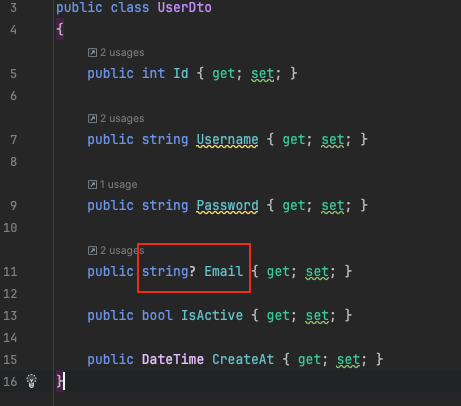 3 public class UserDto
4 {
2 usages
5 public int Id { get; set; }
6
2 usages
7 public string Username { get; set; }
8
1 usage
9 public string Password { get; set; }
10
2 usages
11 public string? Email { get; set; }
12
13 public bool IsActive { get; set; }
14
15 public DateTime CreateAt { get; set; }
16 }